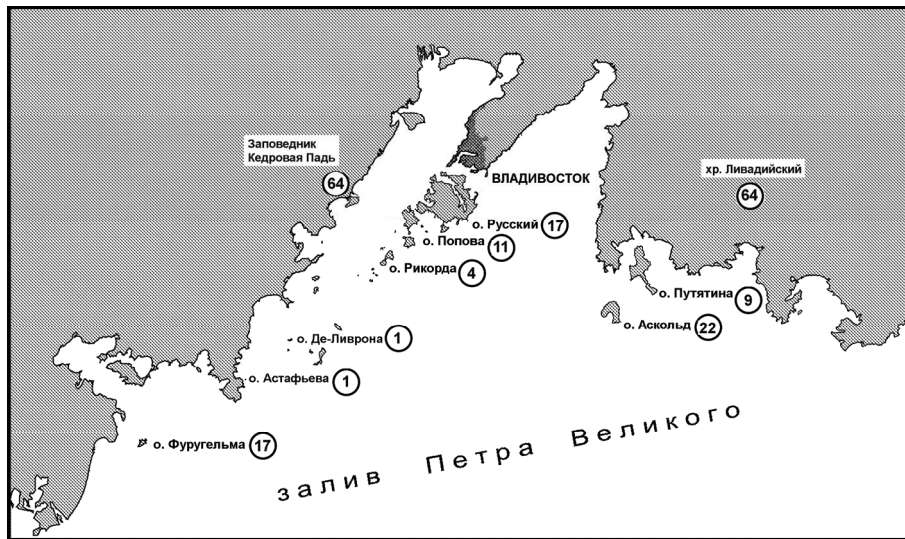 Заповедник
Кедровая Падь
64
ВЛАДИВОСТОК
хр. Ливадийский
64
о. Русский 17
о. Попова 11
о. Рикорда 4
о. Путятина 9
о. Аскольд 22
о. Де-Ливрона 1
о. Астафьева 1
о. Фуругельма 17
залив Петра Великого